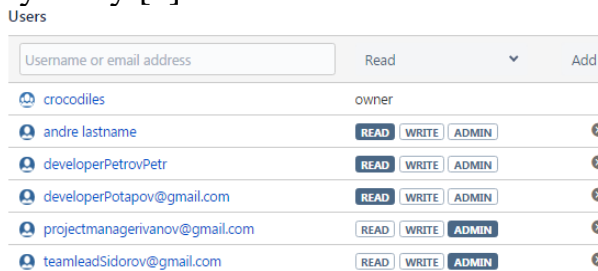 Users
Username or email address Read Add
crocodiles owner
andre lastname READ WRITE ADMIN
developerPetrovPetr READ WRITE ADMIN
developerPotapov@gmail.com READ WRITE ADMIN
projectmanagerivanov@gmail.com READ WRITE ADMIN
teamleadSidorov@gmail.com READ WRITE ADMIN